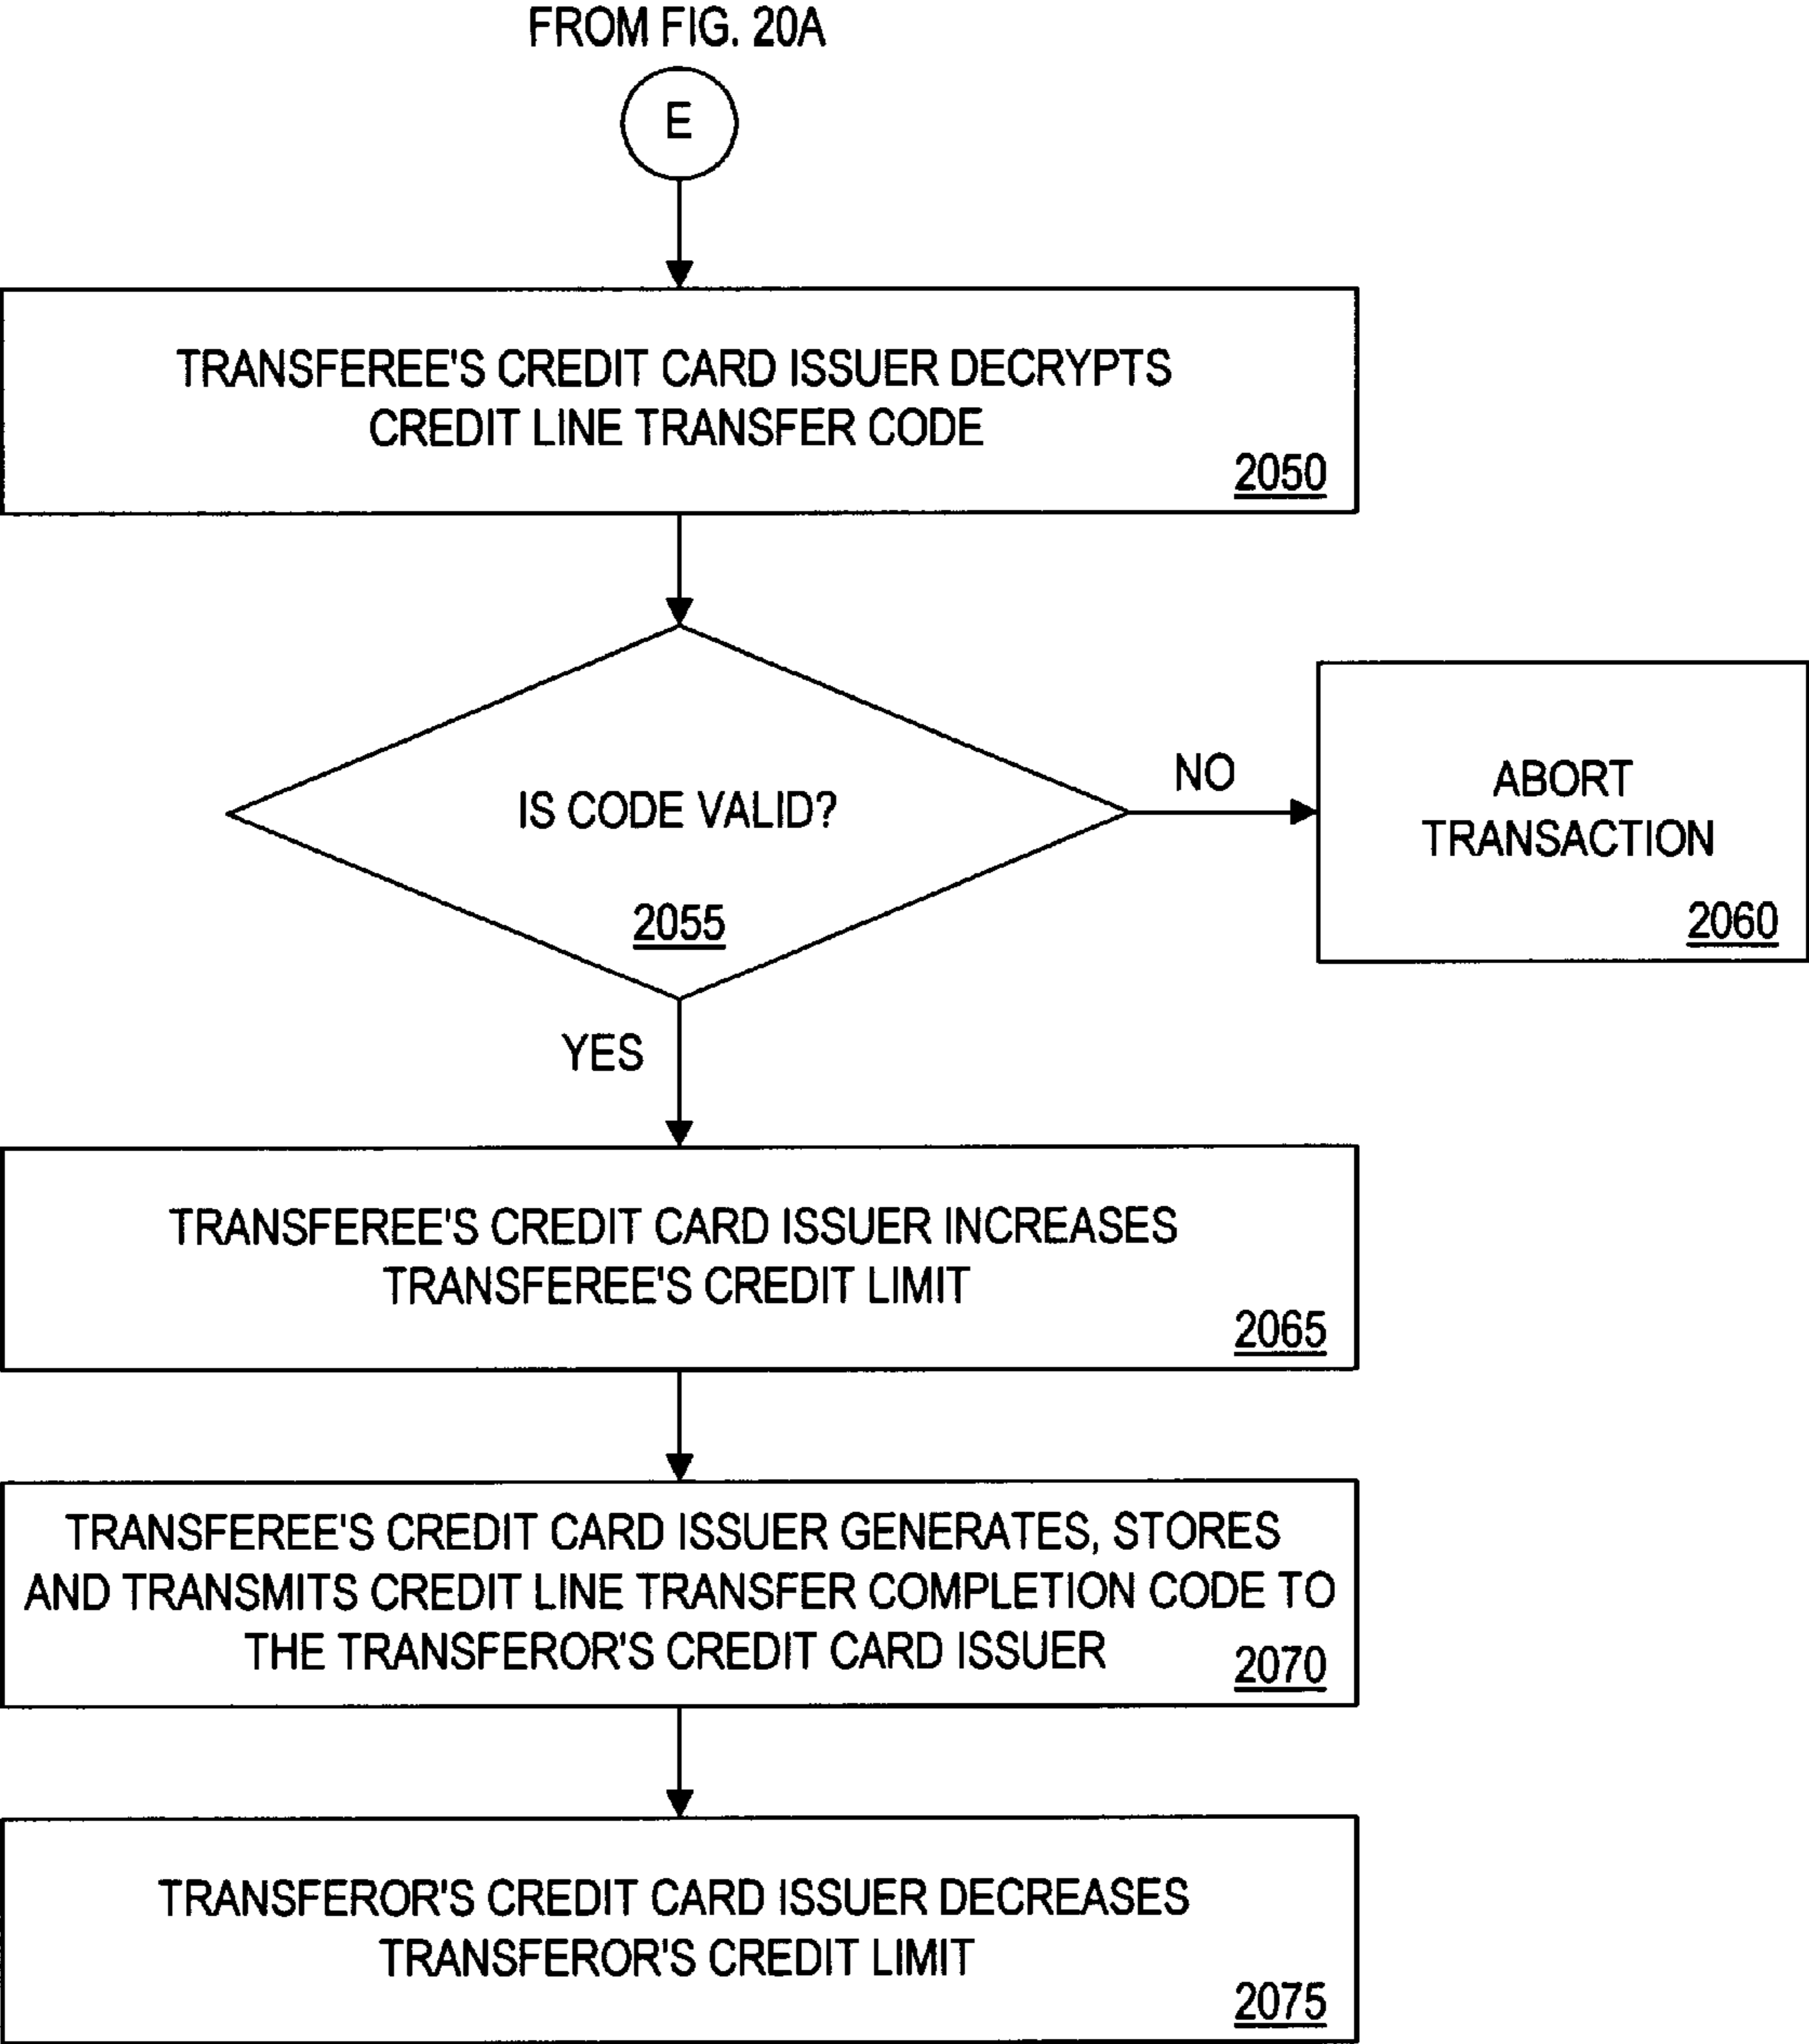 FROM FIG. 20A
E
TRANSFEREE'S CREDIT CARD ISSUER DECRYPTS
CREDIT LINE TRANSFER CODE
2050
IS CODE VALID?
2055
NO
ABORT
TRANSACTION
2060
YES
TRANSFEREE'S CREDIT CARD ISSUER INCREASES
TRANSFEREE'S CREDIT LIMIT
2065
TRANSFEREE'S CREDIT CARD ISSUER GENERATES, STORES
AND TRANSMITS CREDIT LINE TRANSFER COMPLETION CODE TO
THE TRANSFEROR'S CREDIT CARD ISSUER
2070
TRANSFEROR'S CREDIT CARD ISSUER DECREASES
TRANSFEROR'S CREDIT LIMIT
2075